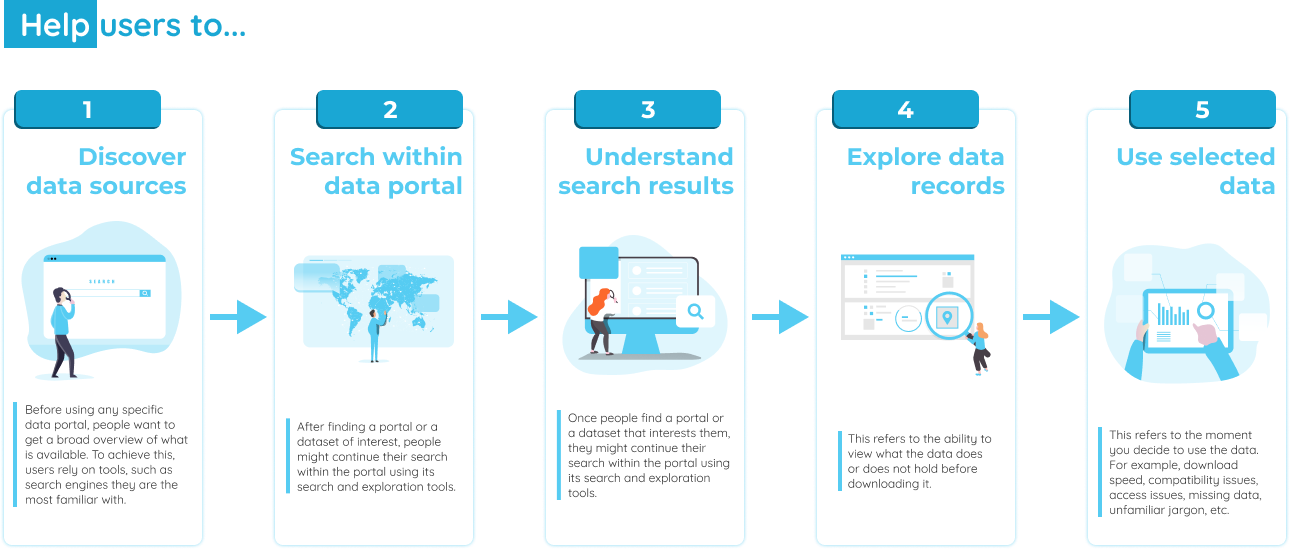 Help users to...
1
Discover
data sources
SEARCH
Before using any specific
data portal, people want to
get a broad overview of what
is available. To achieve this,
users rely on tools, such as
search engines they are the
most familiar with.
2
Search within
data portal
After finding a portal or a
dataset of interest, people
might continue their search
within the portal using its
search and exploration tools.
3
Understand
search results
Once people find a portal or
a dataset that interests them,
they might continue their
search within the portal using
its search and exploration
tools.
4
Explore data
records
This refers to the ability to
view what the data does
or does not hold before
downloading it.
5
Use selected
data
This refers to the moment
you decide to use the data.
For example, download
speed, compatibility issues,
access issues, missing data,
unfamiliar jargon, etc.